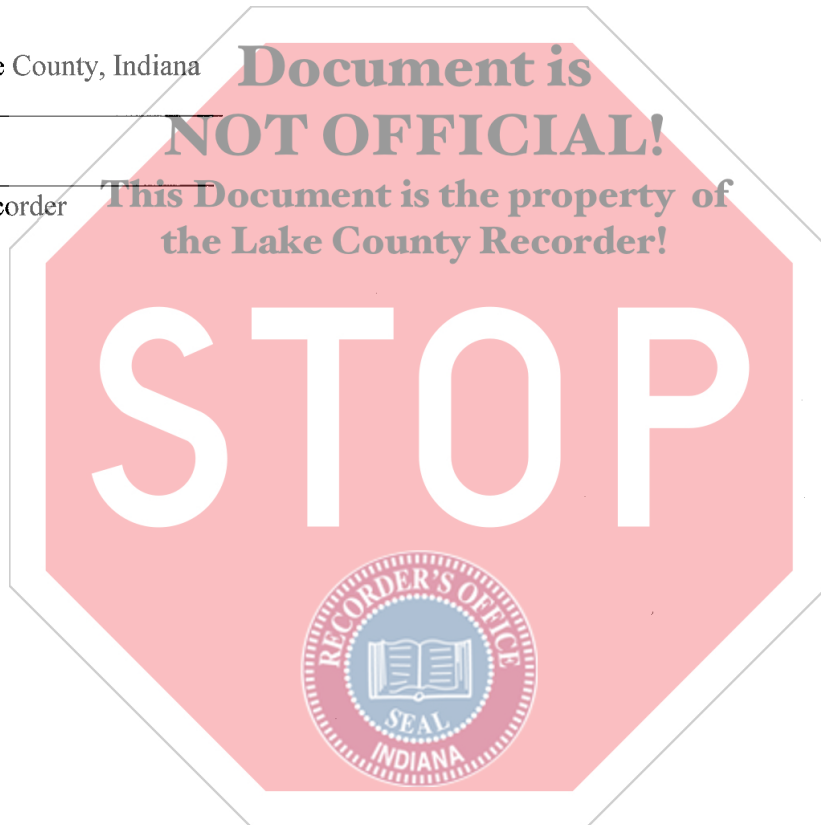 County, Indiana
Document is
NOT OFFICIAL!
This Document is the property of
the Lake County Recorder!
STOP
RECORDER'S OFFICE
SEAL
INDIANA